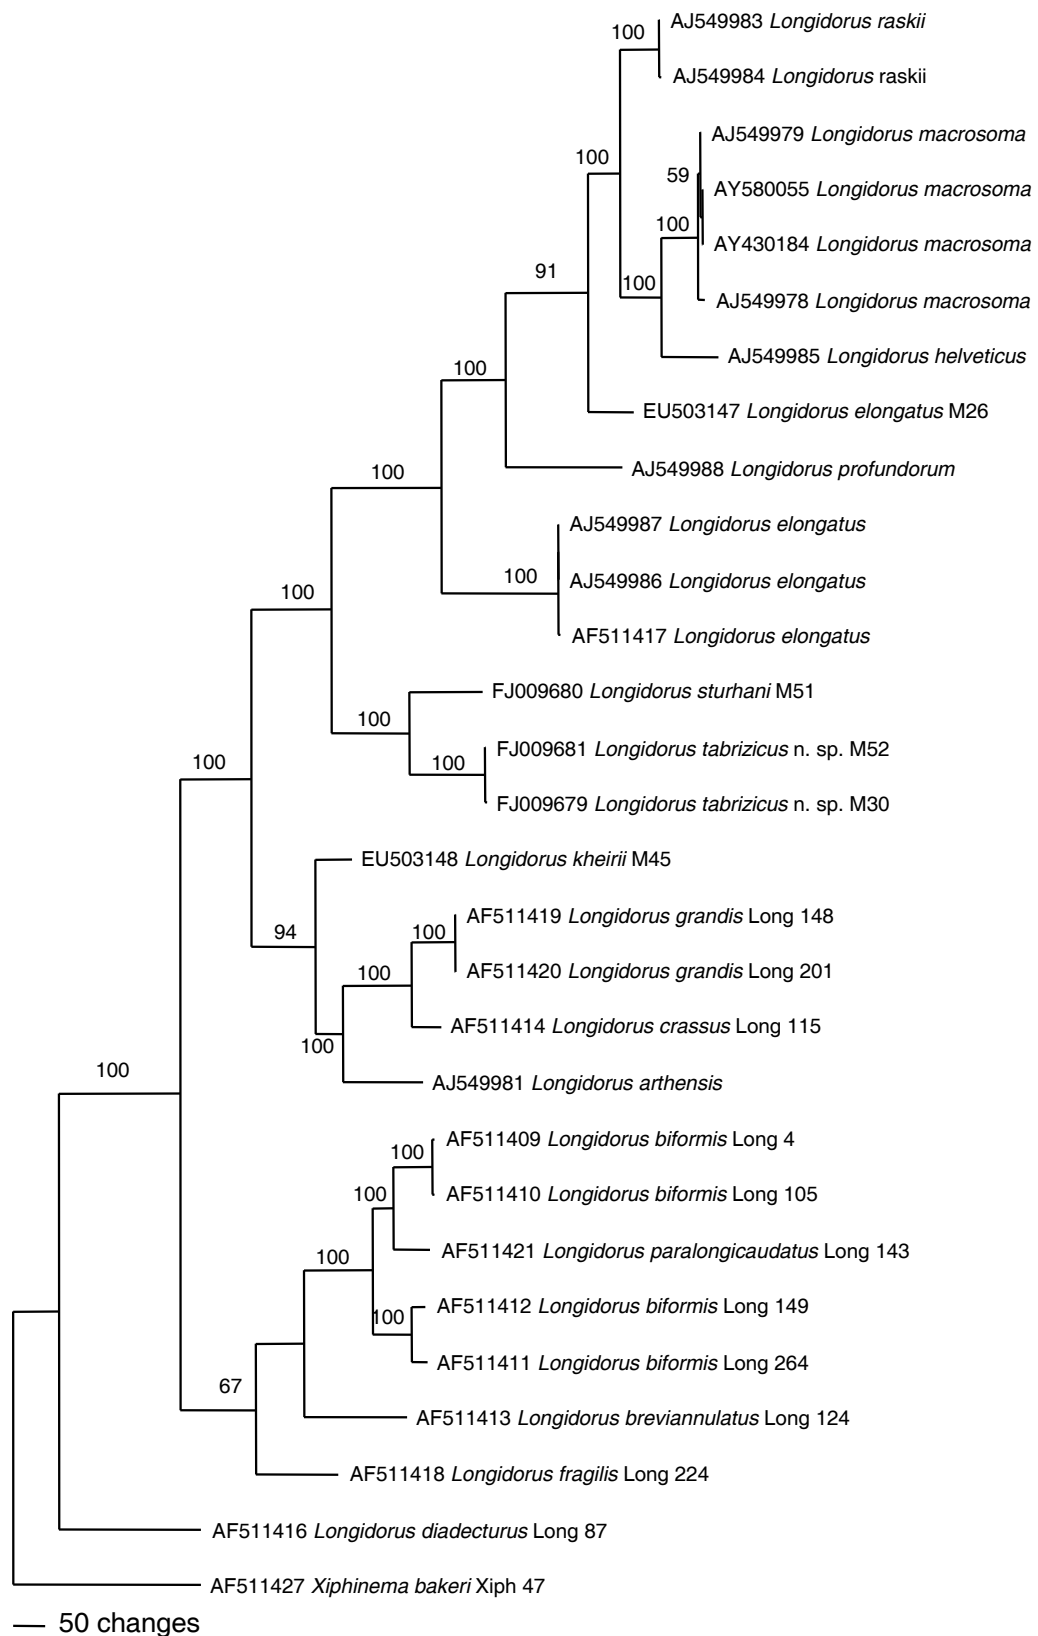 100
AJ549983 Longidorus raskii
AJ549984 Longidorus raskii
AJ549979 Longidorus macrosoma
100
59
AY580055 Longidorus macrosoma
100
AY430184 Longidorus macrosoma
91
100
AJ549978 Longidorus macrosoma
AJ549985 Longidorus helveticus
100
EU503147 Longidorus elongatus M26
100
AJ549988 Longidorus profundorum
AJ549987 Longidorus elongatus
100
AJ549986 Longidorus elongatus
100
AF511417 Longidorus elongatus
FJ009680 Longidorus sturhani M51
100
FJ009681 Longidorus tabrizicus n. sp. M52
100
100
FJ009679 Longidorus tabrizicus n. sp. M30
EU503148 Longidorus kheirii M45
AF511419 Longidorus grandis Long 148
94
100
100
AF511420 Longidorus grandis Long 201
AF511414 Longidorus crassus Long 115
100
100
AJ549981 Longidorus arthensis
AF511409 Longidorus biformis Long 4
100
100
AF511410 Longidorus biformis Long 105
100
AF511421 Longidorus paralongicaudatus Long 143
AF511412 Longidorus biformis Long 149
100
AF511411 Longidorus biformis Long 264
67
AF511413 Longidorus breviannulatus Long 124
AF511418 Longidorus fragilis Long 224
AF511416 Longidorus diadecturus Long 87
AF511427 Xiphinema bakeri Xiph 47
50 changes